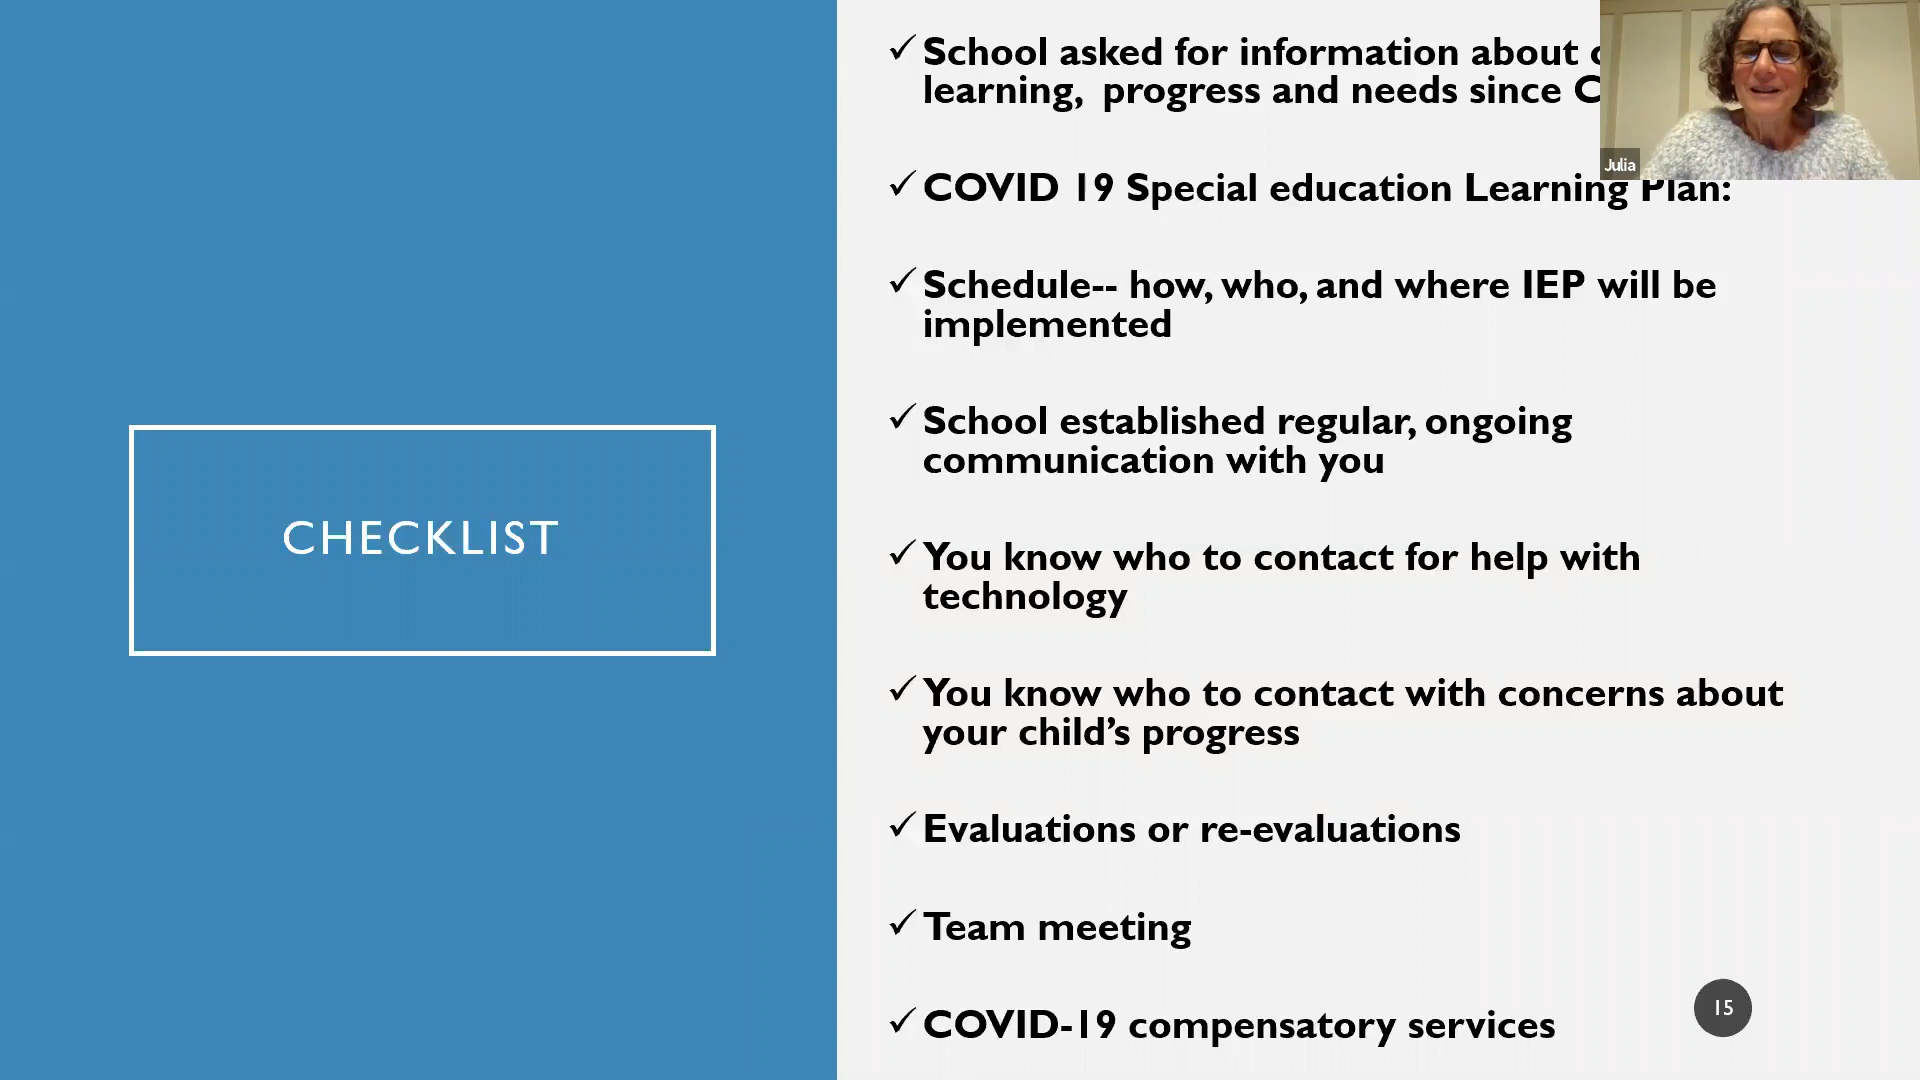 School asked for information about
learning,  progress and needs since
COVID 19 Special education Learning Plan:
Schedule-- how, who, and where IEP will be
implemented
School established regular, ongoing
communication with you
You know who to contact for help with
technology
You know who to contact with concerns about
your child’s progress
Evaluations or re-evaluations
Team meeting
COVID-19 compensatory services
CHECKLIST
Julia
15